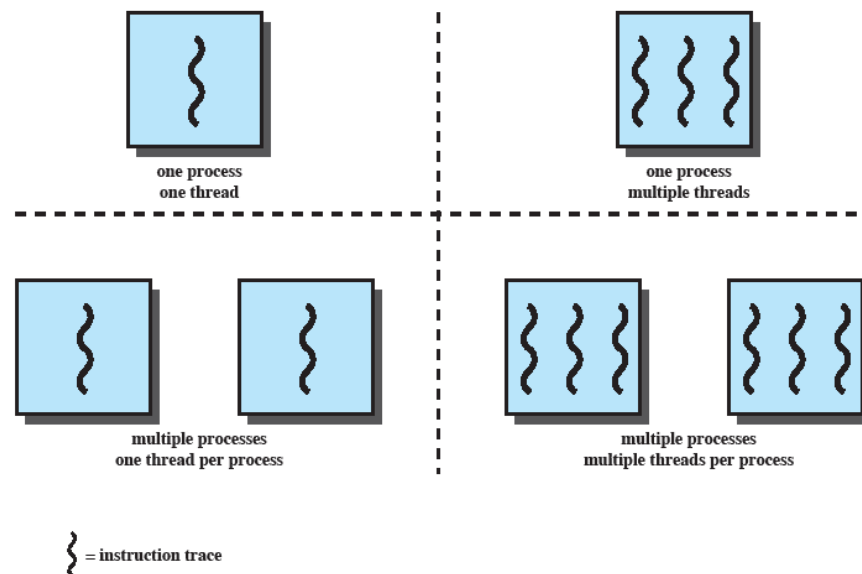 one process
one thread
one process
multiple threads
multiple processes
one thread per process
multiple processes
multiple threads per process
= instruction trace